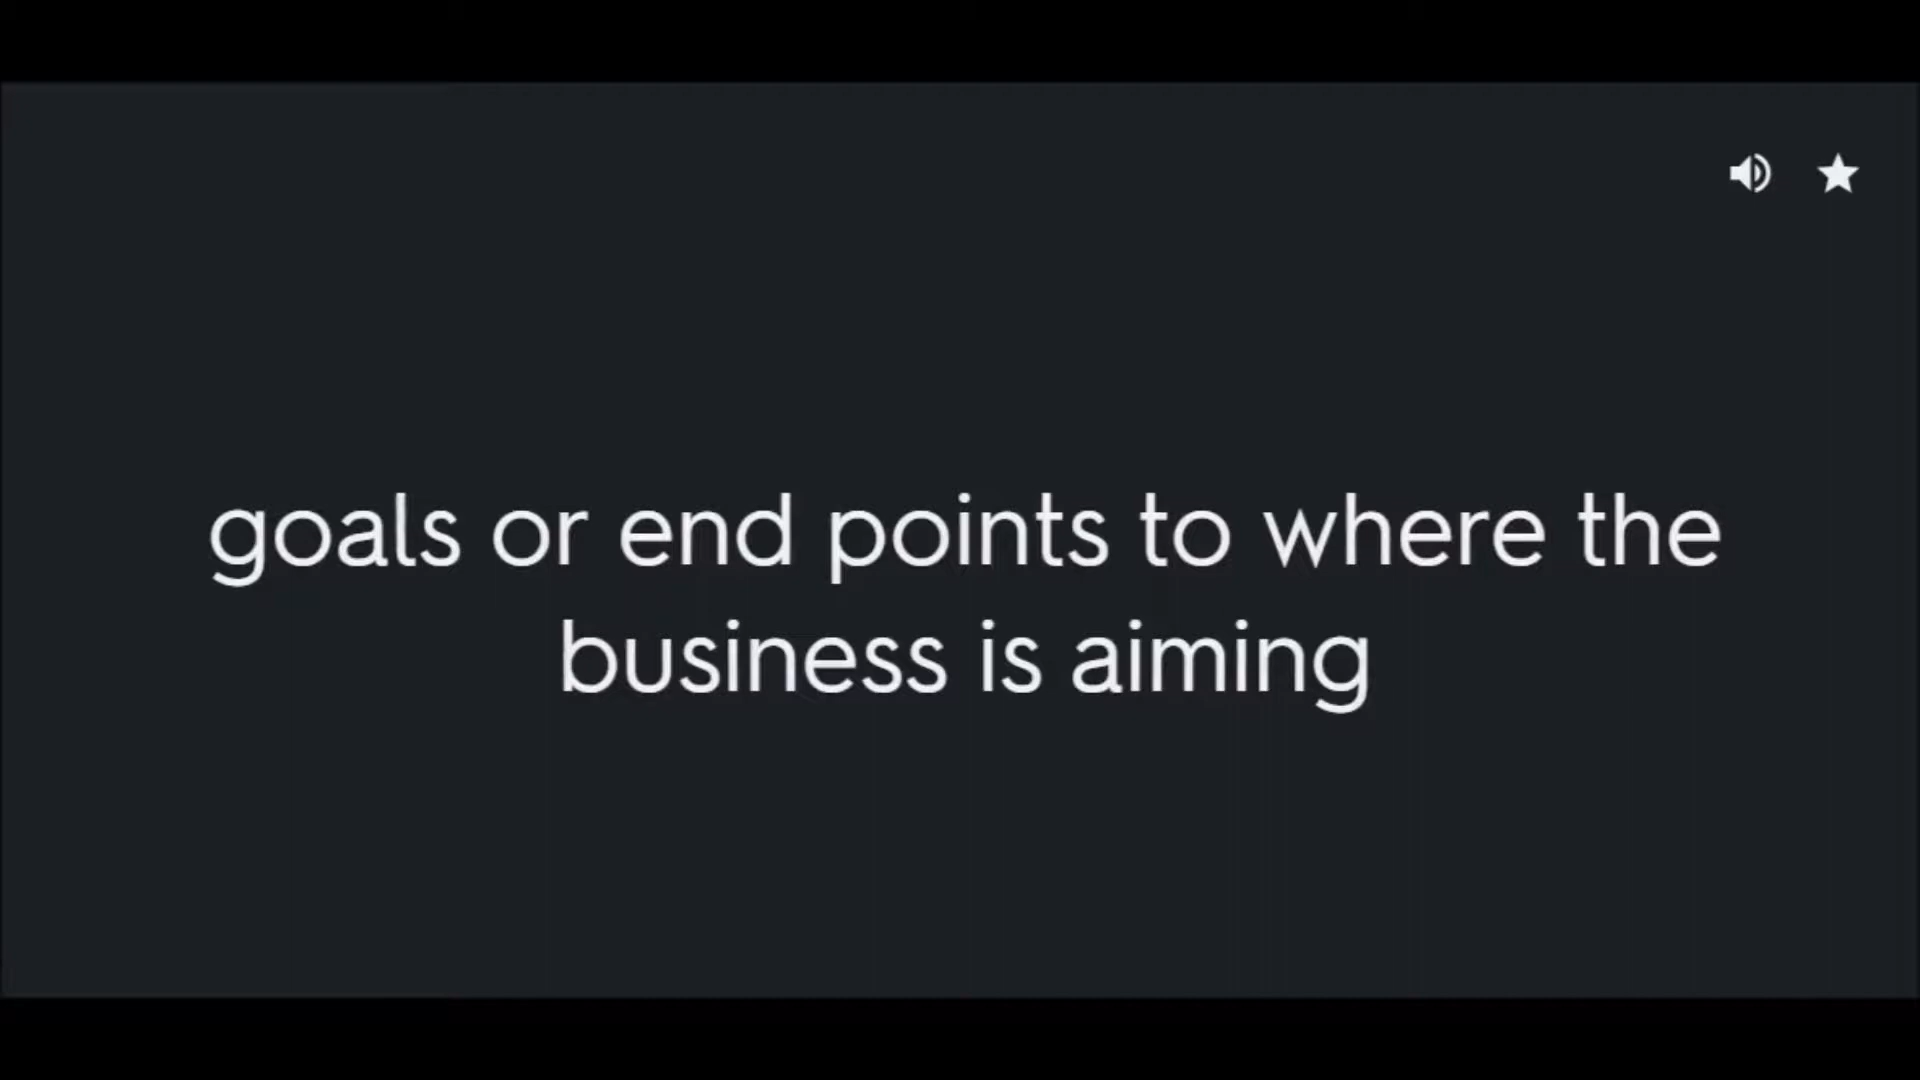 goals or end points to where the
business is aiming